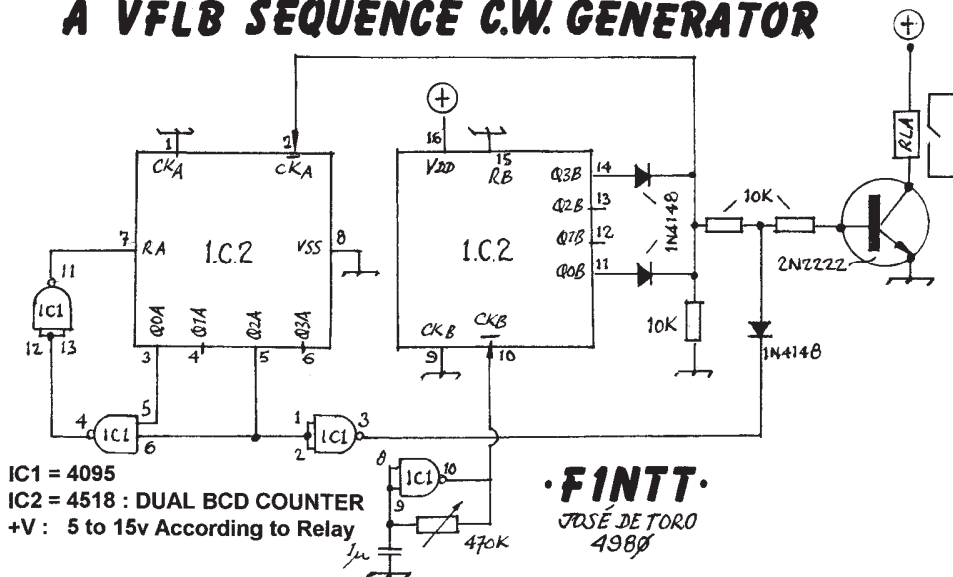 A VFLB SEQUENCE C.W. GENERATOR
+
+
1
2
16
15
CKA
CKA
VDD
RB
Q3B
14
Q2B
13
Q1B
12
Q0B
11
1N4148
10K
RLA
2N2222
7
RA
I.C.2
VSS
8
I.C.2
11
IC1
12
13
Q0A
Q1A
Q2A
Q3A
3
4
5
6
CKB
CKB
9
10
10K
1N4148
4
IC1
5
6
1
2
IC1
3
8
9
IC1
10
470K
1μ
IC1 = 4095
IC2 = 4518 : DUAL BCD COUNTER
+V : 5 to 15v According to Relay
·F1NTT·
JOSÉ DE TORO
4980